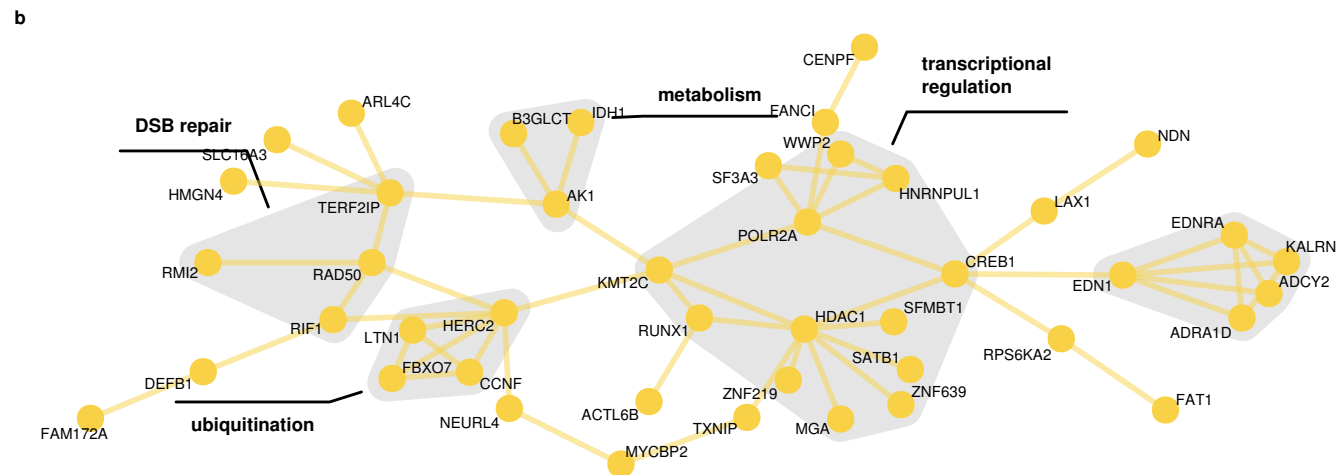 b
CENPF
transcriptional
regulation
metabolism
ARL4C
B3GLCT
IDH1
FANCI
DSB repair
WWP2
NDN
SLC16A3
SF3A3
HNRNPUL1
HMGN4
TERF2IP
AK1
LAX1
POLR2A
EDNRA
KALRN
RMI2
RAD50
KMT2C
CREB1
EDN1
ADCY2
SFMBT1
HDAC1
RIF1
HERC2
RUNX1
LTN1
ADRA1D
SATB1
RPS6KA2
FBXO7
CCNF
DEFB1
ZNF219
ZNF639
ubiquitination
NEURL4
ACTL6B
TXNIP
MGA
FAT1
FAM172A
MYCBP2